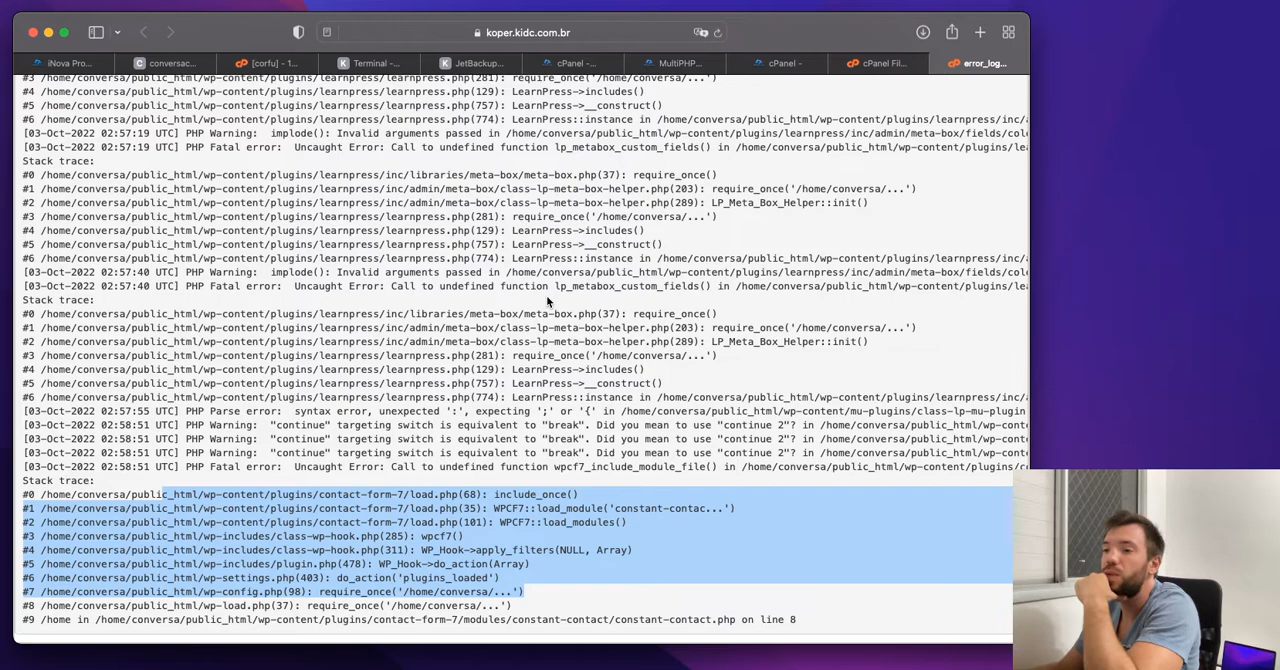 koper.kidc.com.br
iNova Pro...
conversac...
[corfu] - 1...
Terminal -...
JetBackup...
cPanel -...
MultiPHP...
cPanel -
cPanel Fil...
error_log...
#3 /home/conversa/public_html/wp-content/plugins/learnpress/learnpress.php(281): require_once('/home/conversa/...')
#4 /home/conversa/public_html/wp-content/plugins/learnpress/learnpress.php(129): LearnPress->includes()
#5 /home/conversa/public_html/wp-content/plugins/learnpress/learnpress.php(757): LearnPress->__construct()
#6 /home/conversa/public_html/wp-content/plugins/learnpress/learnpress.php(774): LearnPress::instance in /home/conversa/public_html/wp-content/plugins/learnpress/inc/
[03-Oct-2022 02:57:19 UTC] PHP Warning:  implode(): Invalid arguments passed in /home/conversa/public_html/wp-content/plugins/learnpress/inc/admin/meta-box/fields/colo
[03-Oct-2022 02:57:19 UTC] PHP Fatal error:  Uncaught Error: Call to undefined function lp_metabox_custom_fields() in /home/conversa/public_html/wp-content/plugins/lea
Stack trace:
#0 /home/conversa/public_html/wp-content/plugins/learnpress/inc/libraries/meta-box/meta-box.php(37): require_once()
#1 /home/conversa/public_html/wp-content/plugins/learnpress/inc/admin/meta-box/class-lp-meta-box-helper.php(203): require_once('/home/conversa/...')
#2 /home/conversa/public_html/wp-content/plugins/learnpress/inc/admin/meta-box/class-lp-meta-box-helper.php(289): LP_Meta_Box_Helper::init()
#3 /home/conversa/public_html/wp-content/plugins/learnpress/learnpress.php(281): require_once('/home/conversa/...')
#4 /home/conversa/public_html/wp-content/plugins/learnpress/learnpress.php(129): LearnPress->includes()
#5 /home/conversa/public_html/wp-content/plugins/learnpress/learnpress.php(757): LearnPress->__construct()
#6 /home/conversa/public_html/wp-content/plugins/learnpress/learnpress.php(774): LearnPress::instance in /home/conversa/public_html/wp-content/plugins/learnpress/inc/
[03-Oct-2022 02:57:40 UTC] PHP Warning:  implode(): Invalid arguments passed in /home/conversa/public_html/wp-content/plugins/learnpress/inc/admin/meta-box/fields/colo
[03-Oct-2022 02:57:40 UTC] PHP Fatal error:  Uncaught Error: Call to undefined function lp_metabox_custom_fields() in /home/conversa/public_html/wp-content/plugins/lea
Stack trace:
#0 /home/conversa/public_html/wp-content/plugins/learnpress/inc/libraries/meta-box/meta-box.php(37): require_once()
#1 /home/conversa/public_html/wp-content/plugins/learnpress/inc/admin/meta-box/class-lp-meta-box-helper.php(203): require_once('/home/conversa/...')
#2 /home/conversa/public_html/wp-content/plugins/learnpress/inc/admin/meta-box/class-lp-meta-box-helper.php(289): LP_Meta_Box_Helper::init()
#3 /home/conversa/public_html/wp-content/plugins/learnpress/learnpress.php(281): require_once('/home/conversa/...')
#4 /home/conversa/public_html/wp-content/plugins/learnpress/learnpress.php(129): LearnPress->includes()
#5 /home/conversa/public_html/wp-content/plugins/learnpress/learnpress.php(757): LearnPress->__construct()
#6 /home/conversa/public_html/wp-content/plugins/learnpress/learnpress.php(774): LearnPress::instance in /home/conversa/public_html/wp-content/plugins/learnpress/inc/
[03-Oct-2022 02:57:55 UTC] PHP Parse error:  syntax error, unexpected ':', expecting ';' or '{' in /home/conversa/public_html/wp-content/mu-plugins/class-lp-mu-plugin
[03-Oct-2022 02:58:51 UTC] PHP Warning:  "continue" targeting switch is equivalent to "break". Did you mean to use "continue 2"? in /home/conversa/public_html/wp-conte
[03-Oct-2022 02:58:51 UTC] PHP Warning:  "continue" targeting switch is equivalent to "break". Did you mean to use "continue 2"? in /home/conversa/public_html/wp-conte
[03-Oct-2022 02:58:51 UTC] PHP Warning:  "continue" targeting switch is equivalent to "break". Did you mean to use "continue 2"? in /home/conversa/public_html/wp-conte
[03-Oct-2022 02:58:51 UTC] PHP Fatal error:  Uncaught Error: Call to undefined function wpcf7_include_module_file() in /home/conversa/public_html/wp-content/plugins/co
Stack trace:
#0 /home/conversa/public_html/wp-content/plugins/contact-form-7/load.php(68): include_once()
#1 /home/conversa/public_html/wp-content/plugins/contact-form-7/load.php(35): WPCF7::load_module('constant-contac...')
#2 /home/conversa/public_html/wp-content/plugins/contact-form-7/load.php(101): WPCF7::load_modules()
#3 /home/conversa/public_html/wp-includes/class-wp-hook.php(285): wpcf7()
#4 /home/conversa/public_html/wp-includes/class-wp-hook.php(311): WP_Hook->apply_filters(NULL, Array)
#5 /home/conversa/public_html/wp-includes/plugin.php(478): WP_Hook->do_action(Array)
#6 /home/conversa/public_html/wp-settings.php(403): do_action('plugins_loaded')
#7 /home/conversa/public_html/wp-config.php(98): require_once('/home/conversa/...')
#8 /home/conversa/public_html/wp-load.php(37): require_once('/home/conversa/...')
#9 /home in /home/conversa/public_html/wp-content/plugins/contact-form-7/modules/constant-contact/constant-contact.php on line 8